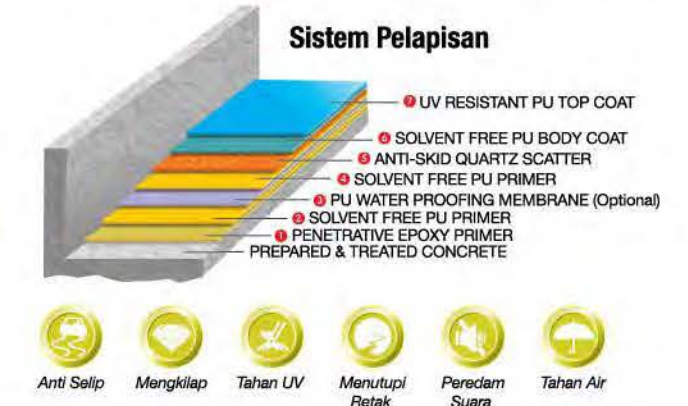 Sistem Pelapisan
7 UV RESISTANT PU TOP COAT
6 SOLVENT FREE PU BODY COAT
5 ANTI-SKID QUARTZ SCATTER
4 SOLVENT FREE PU PRIMER
3 PU WATER PROOFING MEMBRANE (Optional)
2 SOLVENT FREE PU PRIMER
1 PENETRATIVE EPOXY PRIMER
PREPARED & TREATED CONCRETE
Anti Selip
Mengkilap
Tahan UV
Menutupi
Retak
Peredam
Suara
Tahan Air